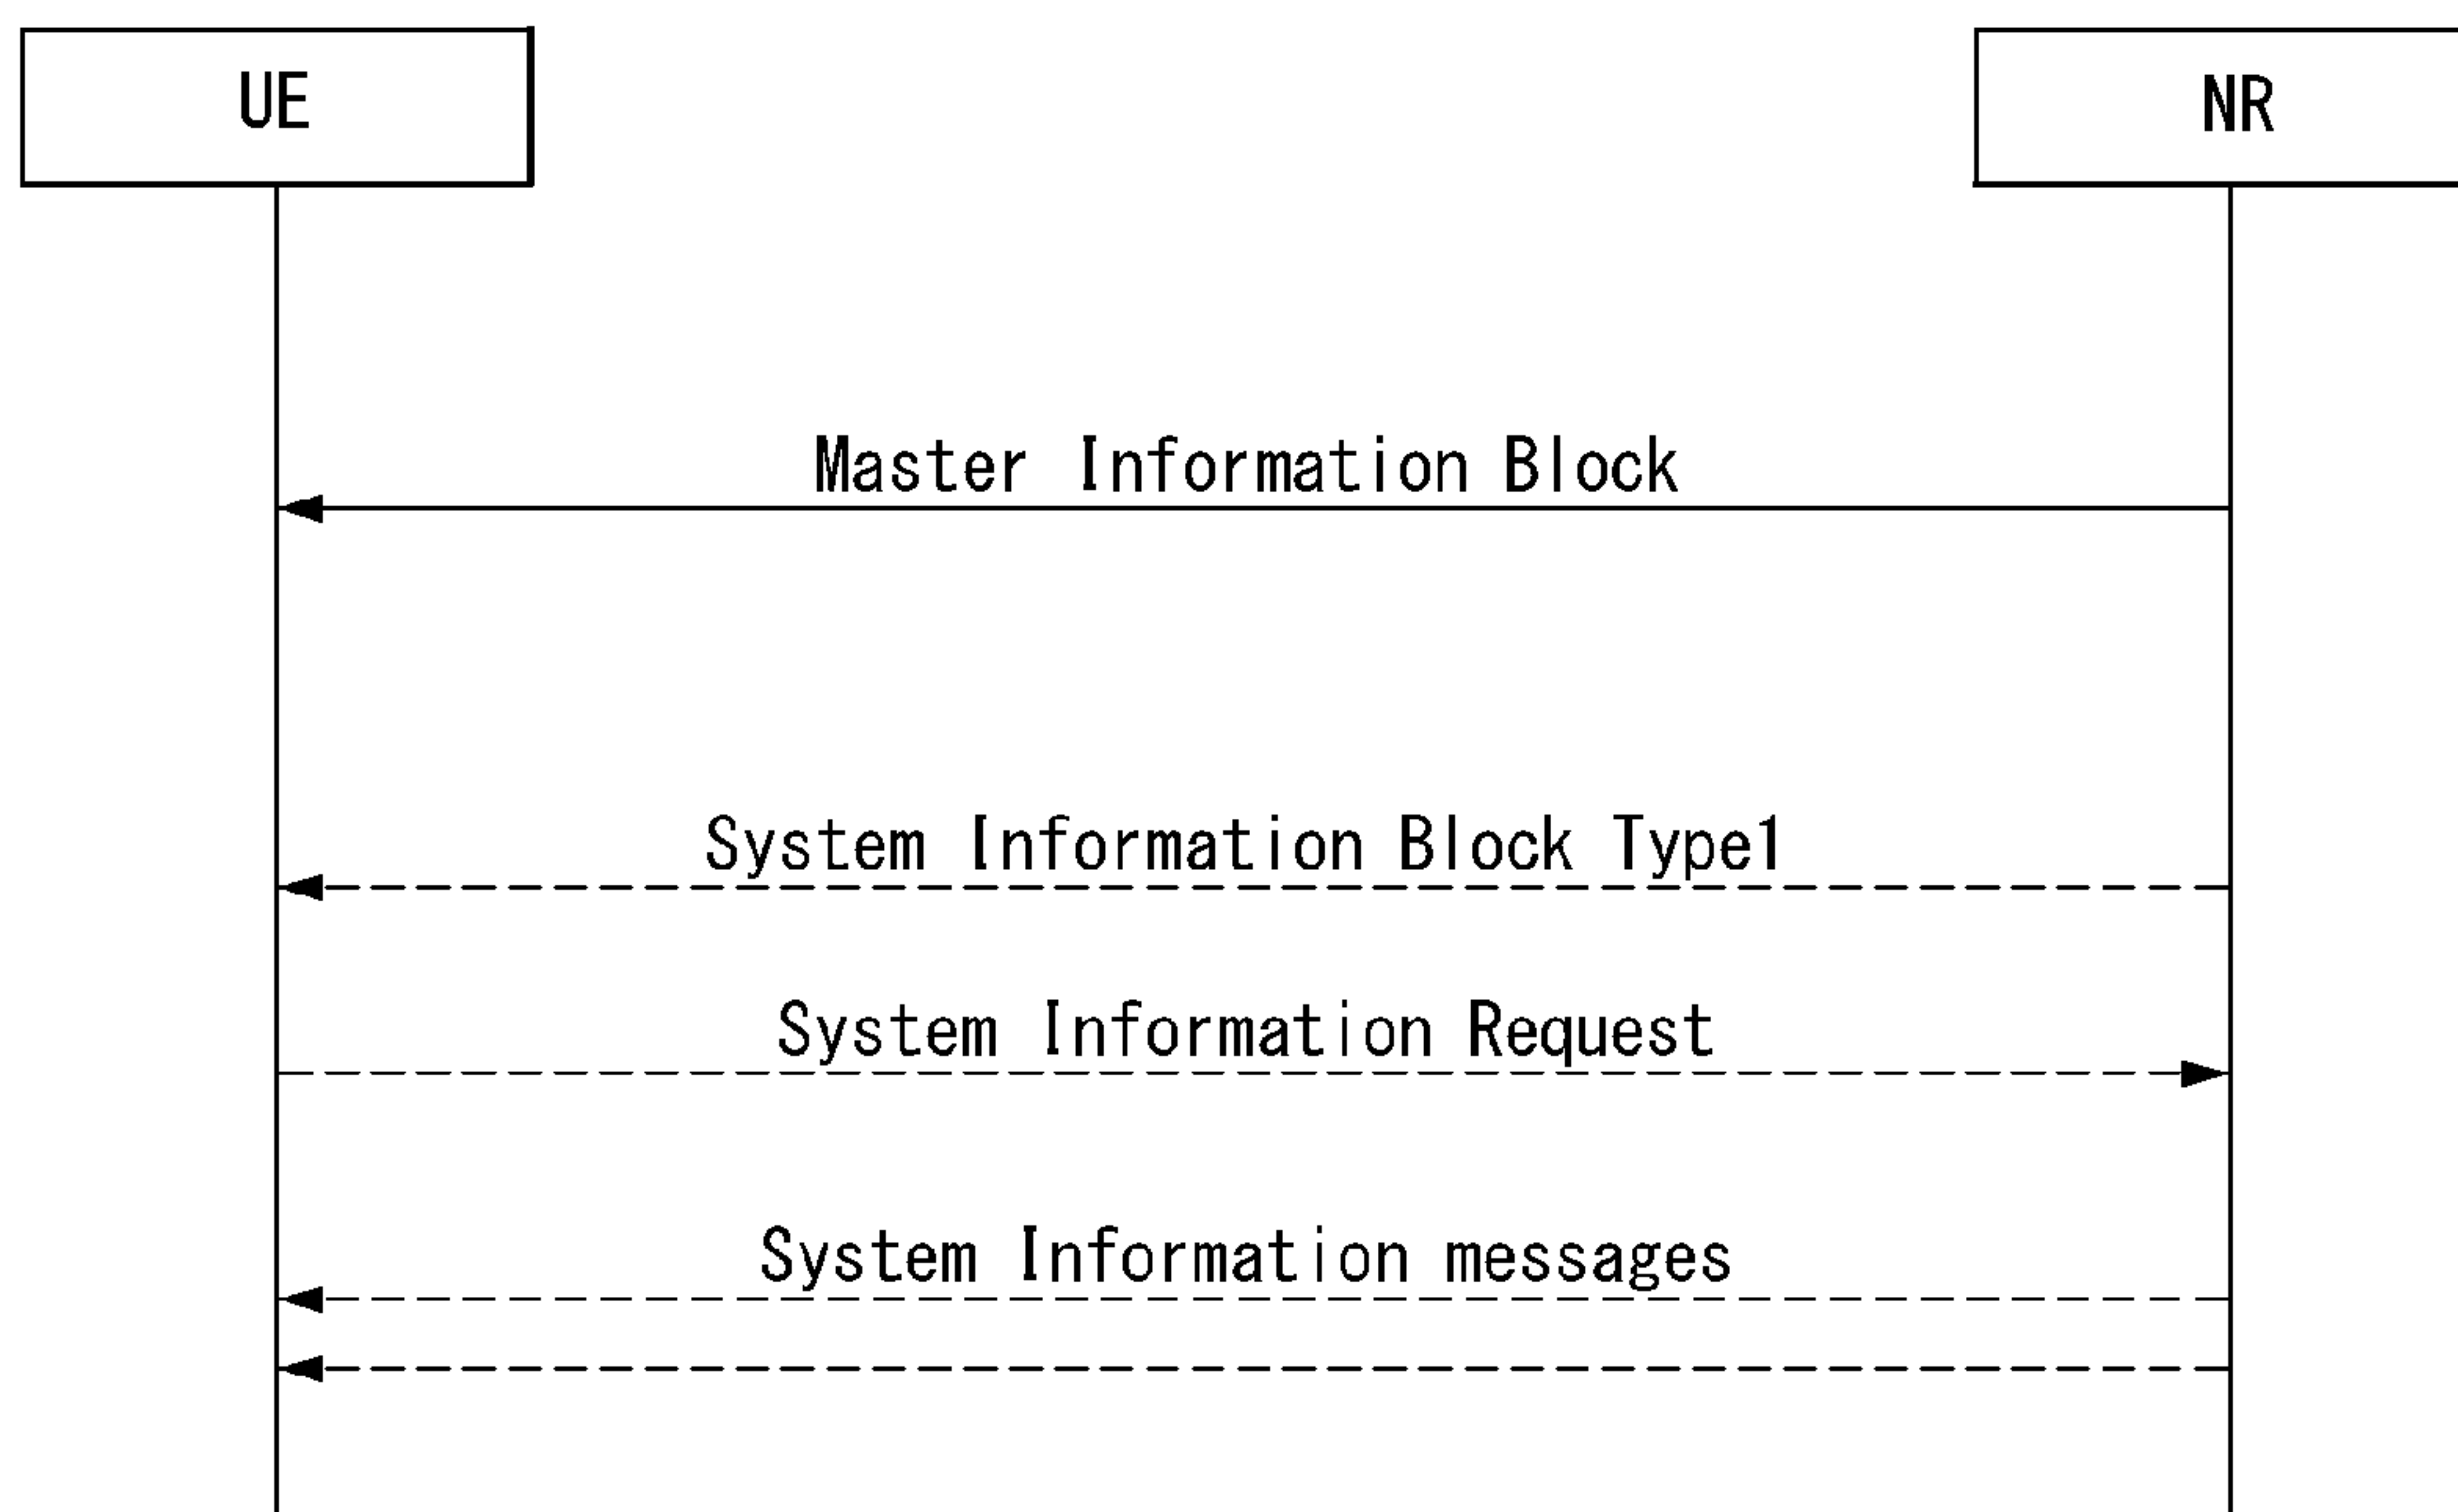 UE
NR
Master Information Block
System Information Block Type1
System Information Request
System Information messages